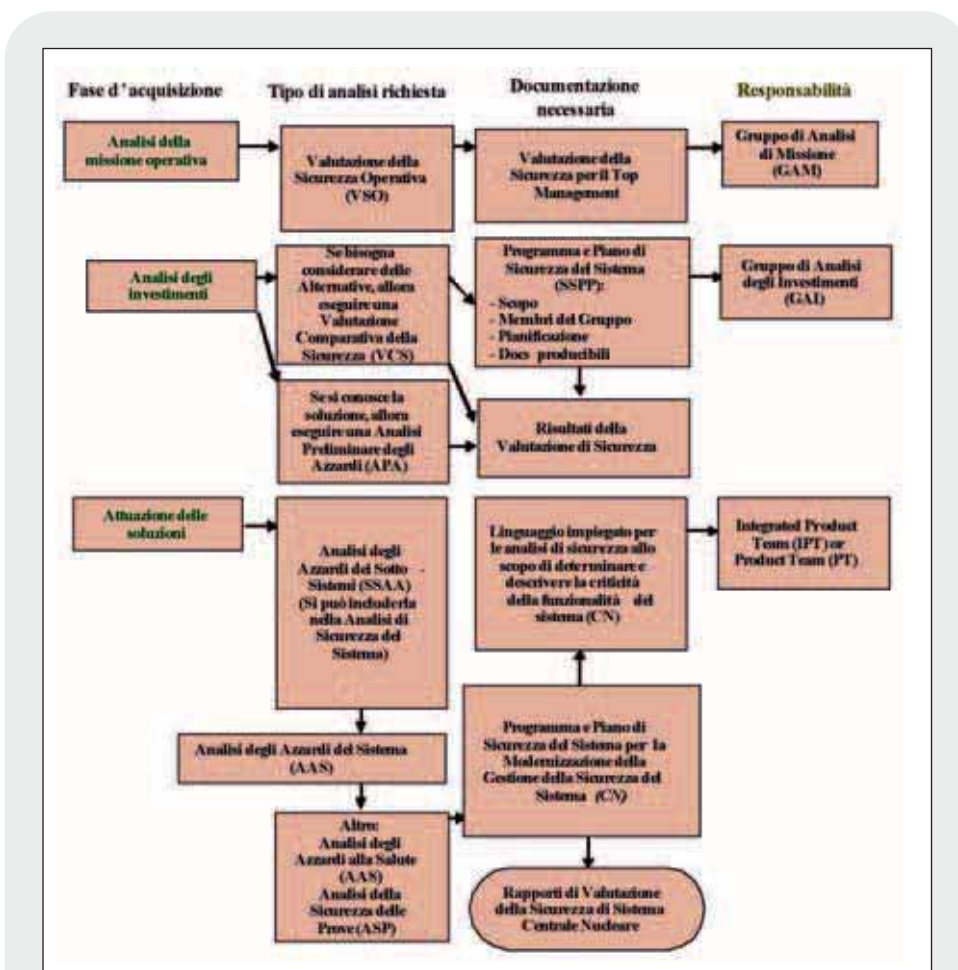 Fase d'acquisizione
Tipo di analisi richiesta
Documentazione
necessaria
Responsabilità
Analisi della
missione operativa
Valutazione della
Sicurezza Operativa
(VSO)
Valutazione della
Sicurezza per il Top
Management
Gruppo di Analisi
di Missione
(GAM)
Analisi degli
investimenti
Se bisogna
considerare delle
Alternative, allora
eseguire una
Valutazione
Comparativa della
Sicurezza (VCS)
Programma e Piano di
Sicurezza del Sistema
(SSPP):
- Scopo
- Membri del Gruppo
- Pianificazione
- Docs producibili
Gruppo di Analisi
degli Investimenti
(GAI)
Se si conosce la
soluzione, allora
eseguire una Analisi
Preliminare degli
Azzardi (APA)
Risultati della
Valutazione di Sicurezza
Attuazione delle
soluzioni
Analisi degli
Azzardi dei Sotto -
Sistemi (SSAA)
(Si può includerla
nella Analisi di
Sicurezza del
Sistema)
Linguaggio impiegato per
le analisi di sicurezza allo
scopo di determinare e
descrivere la criticità
della funzionalità del
sistema (CN)
Integrated Product
Team (IPT) or
Product Team (PT)
Analisi degli Azzardi del Sistema
(AAS)
Programma e Piano di
Sicurezza del Sistema per la
Modernizzazione della
Gestione della Sicurezza del
Sistema (CN)
Altro:
Analisi degli
Azzardi alla Salute
(AAS)
Analisi della
Sicurezza delle
Prove (ASP)
Rapporti di Valutazione
della Sicurezza di Sistema
Centrale Nucleare